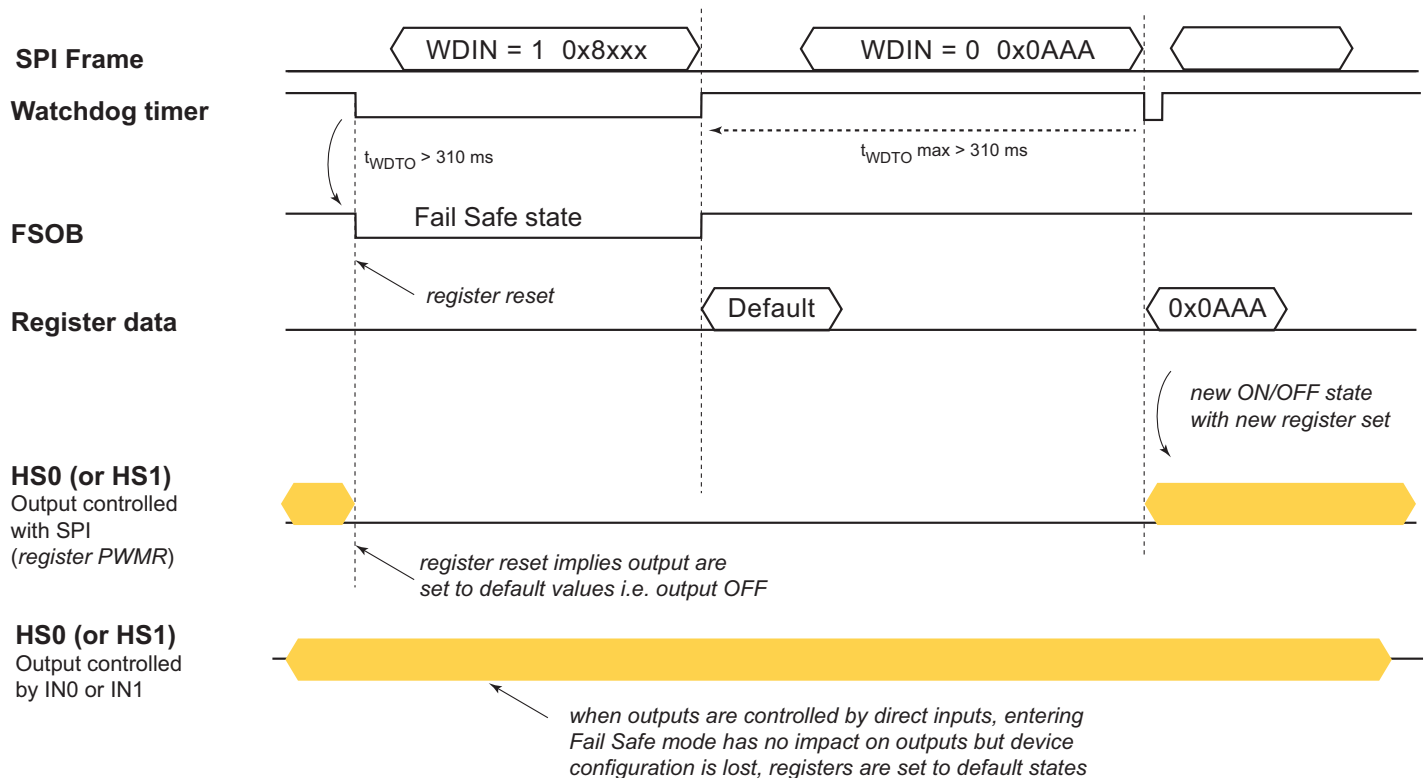 SPI Frame
WDIN = 1 0x8xxx
WDIN = 0 0x0AAA
Watchdog timer
tWDTO > 310 ms
tWDTO max > 310 ms
FSOB
Fail Safe state
register reset
Register data
Default
0x0AAA
new ON/OFF state
with new register set
HS0 (or HS1)
Output controlled
with SPI
(register PWMR)
register reset implies output are
set to default values i.e. output OFF
HS0 (or HS1)
Output controlled
by IN0 or IN1
when outputs are controlled by direct inputs, entering
Fail Safe mode has no impact on outputs but device
configuration is lost, registers are set to default states